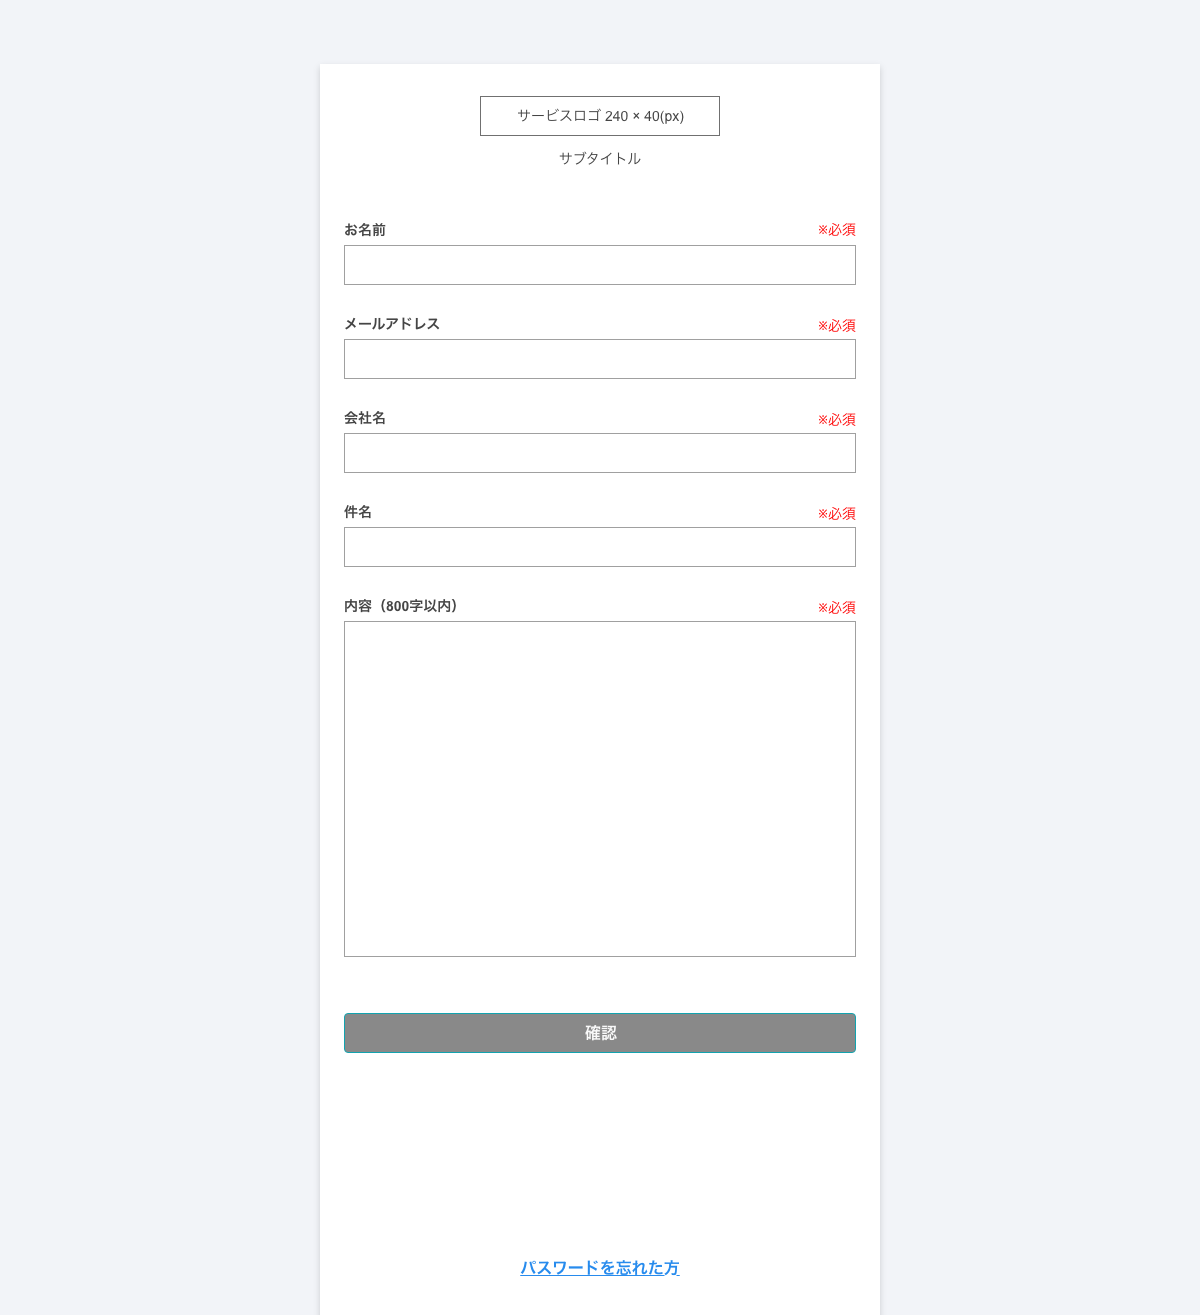 サービスロゴ 240 × 40(px)
サブタイトル
お名前 ※必須
メールアドレス ※必須
会社名 ※必須
件名 ※必須
内容（800字以内） ※必須
確認
パスワードを忘れた方